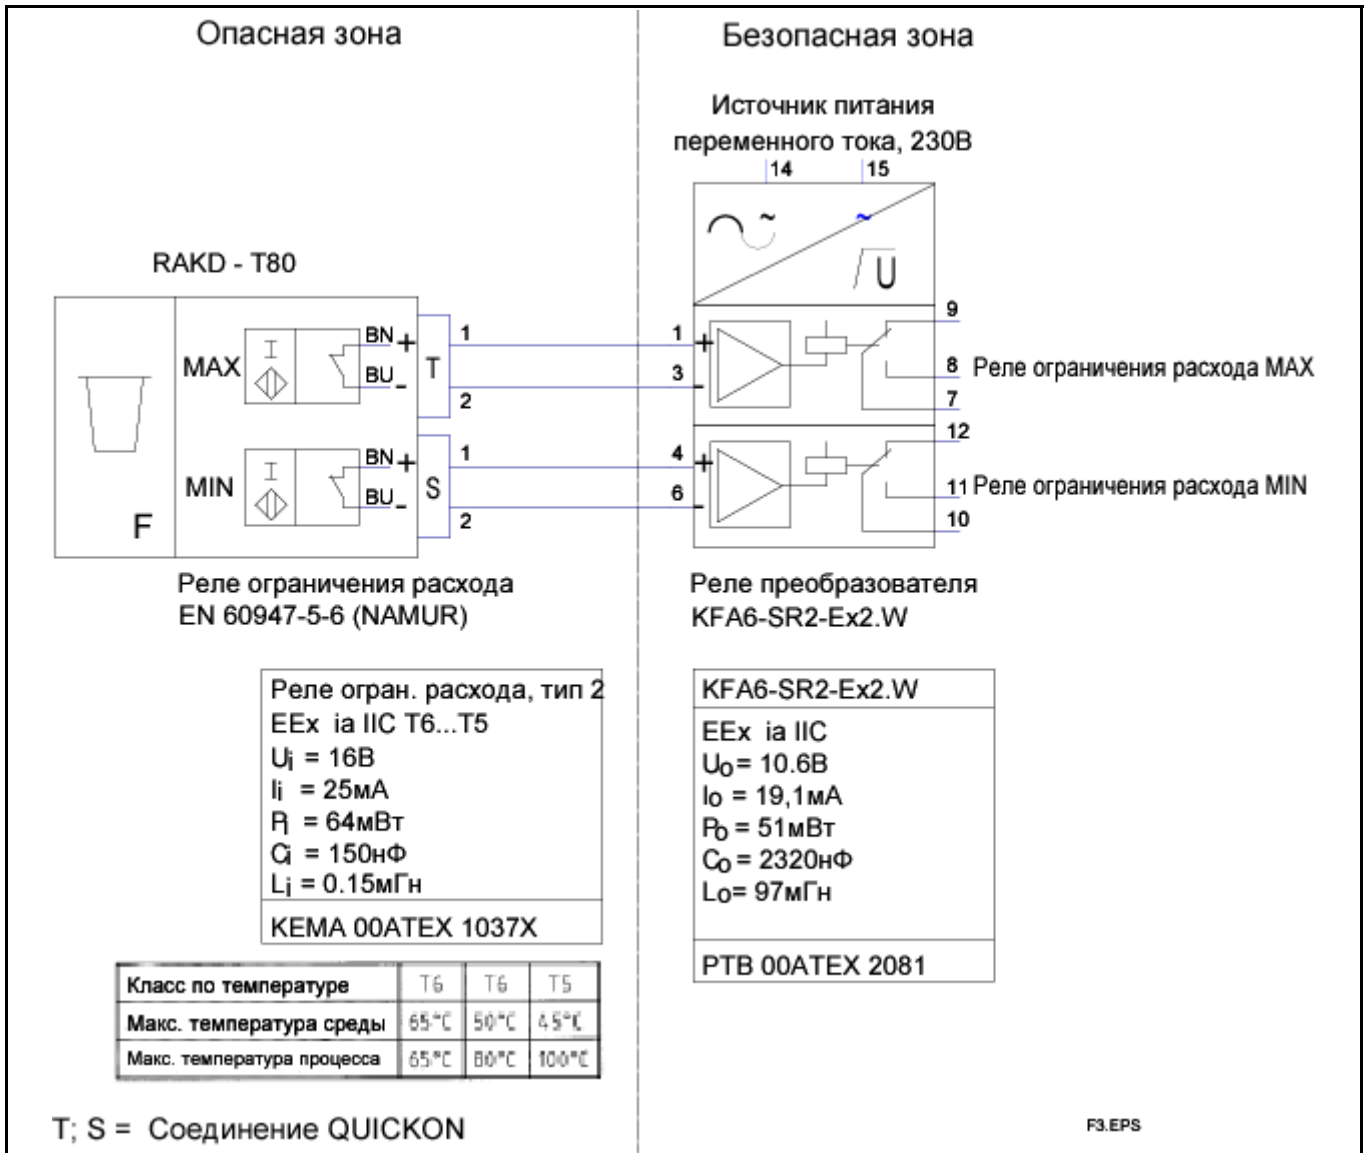 Опасная зона
Безопасная зона
Источник питания
переменного тока, 230В
14 15
~ ~
U
RAKD - T80
MAX
I
BN +
BU -
T
1
2
1 +
3 -
9
8 Реле ограничения расхода MAX
7
MIN
I
BN +
BU -
S
1
2
4 +
6 -
12
11 Реле ограничения расхода MIN
10
F
Реле ограничения расхода
EN 60947-5-6 (NAMUR)
Реле преобразователя
KFA6-SR2-Ex2.W
Реле огран. расхода, тип 2
EEx ia IIC T6...T5
Ui = 16В
Ii = 25мА
Pi = 64мВт
Ci = 150нФ
Li = 0.15мГн
KEMA 00ATEX 1037X
KFA6-SR2-Ex2.W
EEx ia IIC
Uo = 10.6В
Io = 19,1мА
Po = 51мВт
Co = 2320нФ
Lo= 97мГн
PTB 00ATEX 2081
Класс по температуре T6 T6 T5
Макс. температура среды 65°C 50°C 45°C
Макс. температура процесса 65°C 80°C 100°C
T; S = Соединение QUICKON
F3.EPS